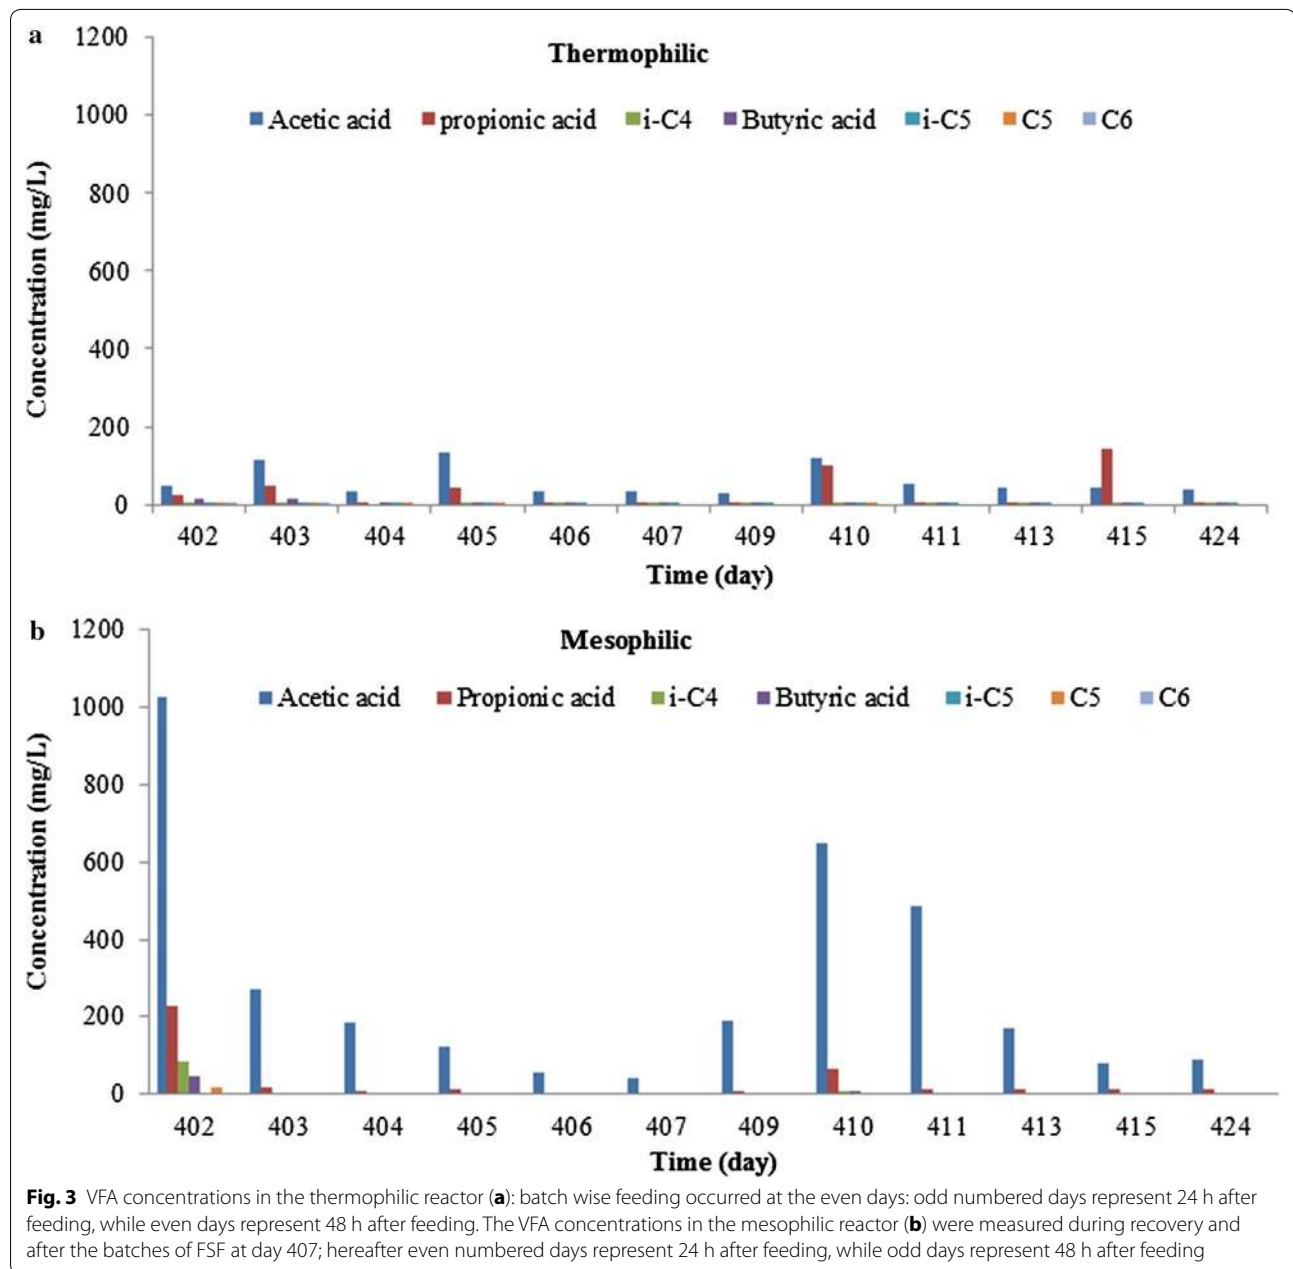 a
Thermophilic
Acetic acid propionic acid i-C4 Butyric acid i-C5 C5 C6
Concentration (mg/L)
1200
1000
800
600
400
200
0
402 403 404 405 406 407 409 410 411 413 415 424
Time (day)
b
Mesophilic
Acetic acid Propionic acid i-C4 Butyric acid i-C5 C5 C6
Concentration (mg/L)
1200
1000
800
600
400
200
0
402 403 404 405 406 407 409 410 411 413 415 424
Time (day)
Fig. 3 VFA concentrations in the thermophilic reactor (a): batch wise feeding occurred at the even days: odd numbered days represent 24 h after
feeding, while even days represent 48 h after feeding. The VFA concentrations in the mesophilic reactor (b) were measured during recovery and
after the batches of FSF at day 407; hereafter even numbered days represent 24 h after feeding, while odd days represent 48 h after feeding